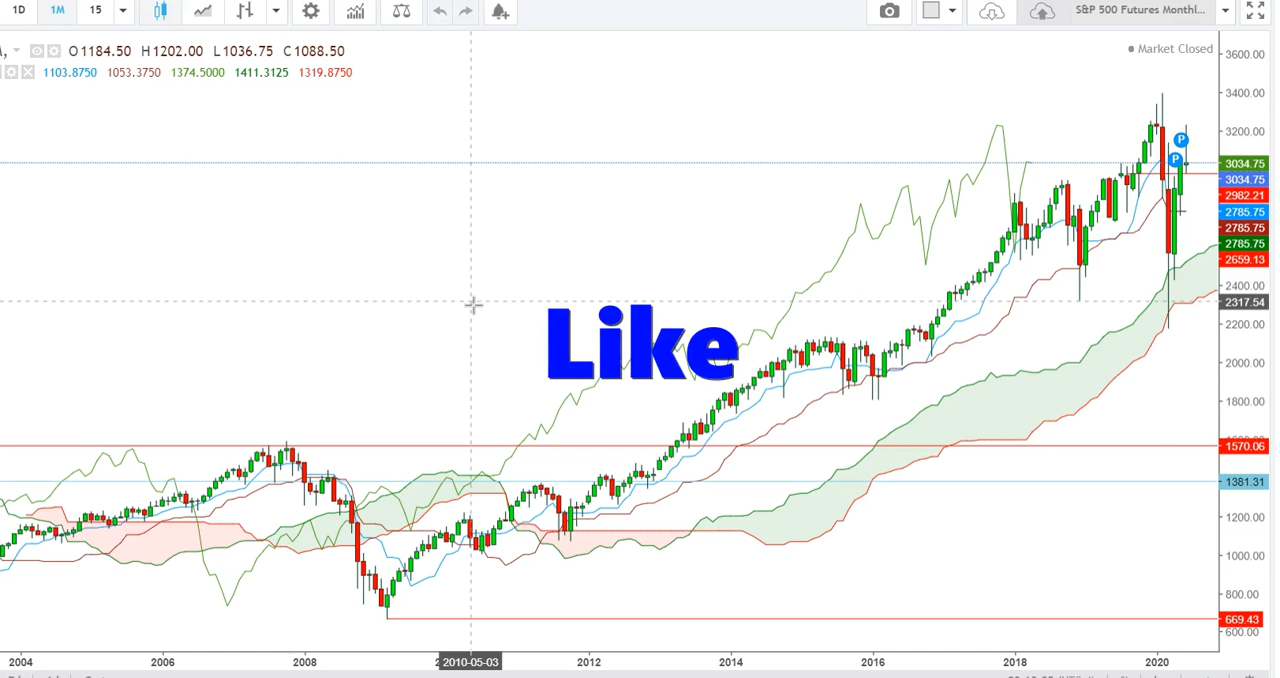 1D 1M 15 S&P 500 Futures Monthl...
O1184.50 H1202.00 L1036.75 C1088.50
Market Closed
1103.8750 1053.3750 1374.5000 1411.3125 1319.8750
3600.00
3400.00
3200.00
P
P
3034.75
3034.75
2982.21
2785.75
2785.75
2785.75
2659.13
2400.00
2317.54
2200.00
Like
2000.00
1800.00
1570.06
1381.31
1200.00
1000.00
800.00
669.43
600.00
2004 2006 2008 2010-05-03 2012 2014 2016 2018 2020